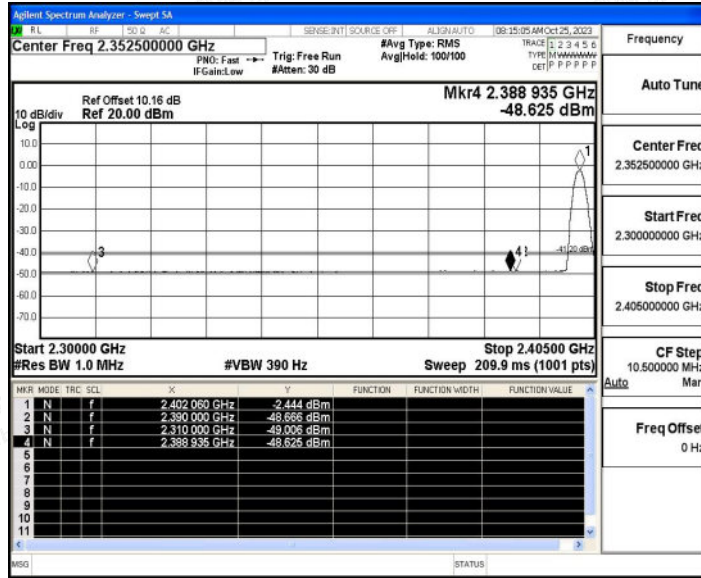 Agilent Spectrum Analyzer - Swept SA
RL RF 50 Ω AC SENSE:INT SOURCE OFF ALIGNAUTO 08:15:05 AM Oct 25, 2023
Center Freq 2.352500000 GHz
PNO: Fast
IFGain:Low
Trig: Free Run
#Atten: 30 dB
#Avg Type: RMS
Avg|Hold: 100/100
TRACE 1 2 3 4 5 6
TYPE M
DET P P P P P P
Frequency
Auto Tune
Center Freq
2.352500000 GHz
Start Freq
2.300000000 GHz
Stop Freq
2.405000000 GHz
CF Step
10.500000 MHz
Auto Man
Freq Offset
0 Hz
Mkr4 2.388 935 GHz
-48.625 dBm
Ref Offset 10.16 dB
10 dB/div Ref 20.00 dBm
Log
10.0
0.00
-10.0
-20.0
-30.0
-40.0
-50.0
-60.0
-70.0
1
3
4
-41.20 dBm
Start 2.30000 GHz Stop 2.40500 GHz
#Res BW 1.0 MHz #VBW 390 Hz Sweep 209.9 ms (1001 pts)
MKR MODE TRC SCL X Y FUNCTION FUNCTION WIDTH FUNCTION VALUE
1 N f 2.402 060 GHz -2.444 dBm
2 N f 2.390 000 GHz -48.666 dBm
3 N f 2.310 000 GHz -49.006 dBm
4 N f 2.388 935 GHz -48.625 dBm
5
6
7
8
9
10
11
MSG STATUS